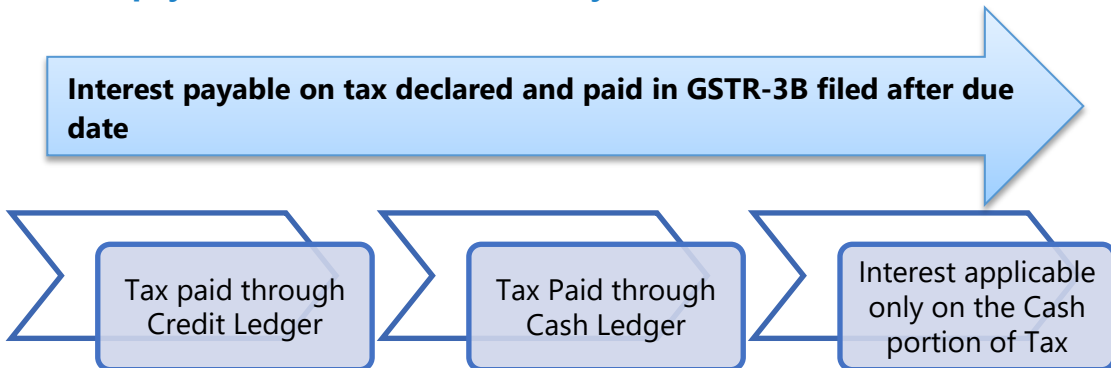 Interest payable on tax declared and paid in GSTR-3B filed after due
date
Tax paid through
Credit Ledger
Tax Paid through
Cash Ledger
Interest applicable
only on the Cash
portion of Tax